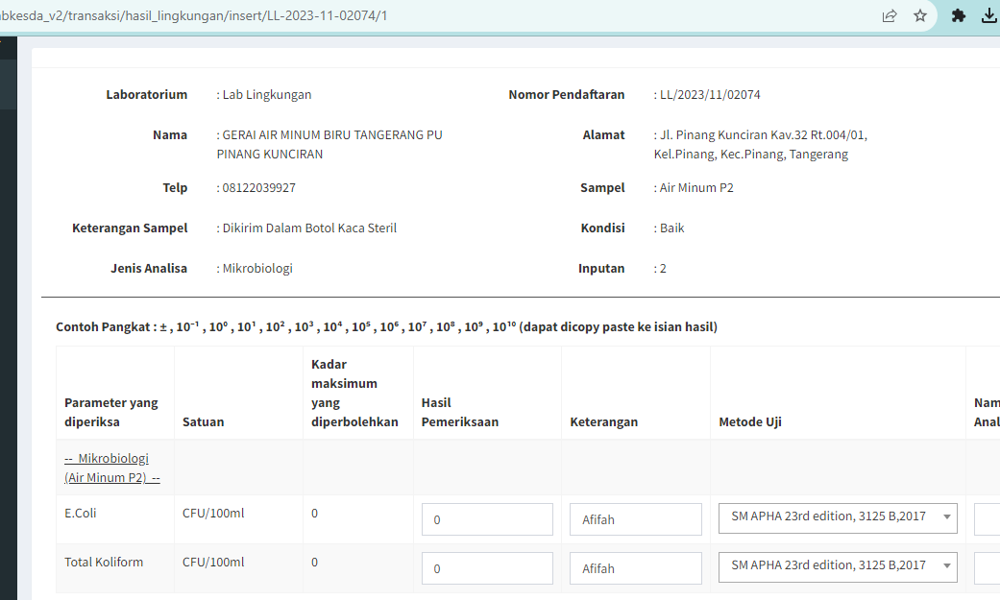 bkesda_v2/transaksi/hasil_lingkungan/insert/LL-2023-11-02074/1
Laboratorium : Lab Lingkungan
Nomor Pendaftaran : LL/2023/11/02074
Nama : GERAI AIR MINUM BIRU TANGERANG PU
PINANG KUNCIRAN
Alamat : Jl. Pinang Kunciran Kav.32 Rt.004/01,
Kel.Pinang, Kec.Pinang, Tangerang
Telp : 08122039927
Sampel : Air Minum P2
Keterangan Sampel : Dikirim Dalam Botol Kaca Steril
Kondisi : Baik
Jenis Analisa : Mikrobiologi
Inputan : 2
Contoh Pangkat : ± , 10⁻¹ , 10⁰ , 10¹ , 10² , 10³ , 10⁴ , 10⁵ , 10⁶ , 10⁷ , 10⁸ , 10⁹ , 10¹⁰ (dapat dicopy paste ke isian hasil)
Parameter yang
diperiksa
Satuan
Kadar
maksimum
yang
diperbolehkan
Hasil
Pemeriksaan
Keterangan
Metode Uji
Nam
Anal
-- Mikrobiologi
(Air Minum P2) --
E.Coli CFU/100ml 0 0 Afifah SM APHA 23rd edition, 3125 B,2017
Total Koliform CFU/100ml 0 0 Afifah SM APHA 23rd edition, 3125 B,2017